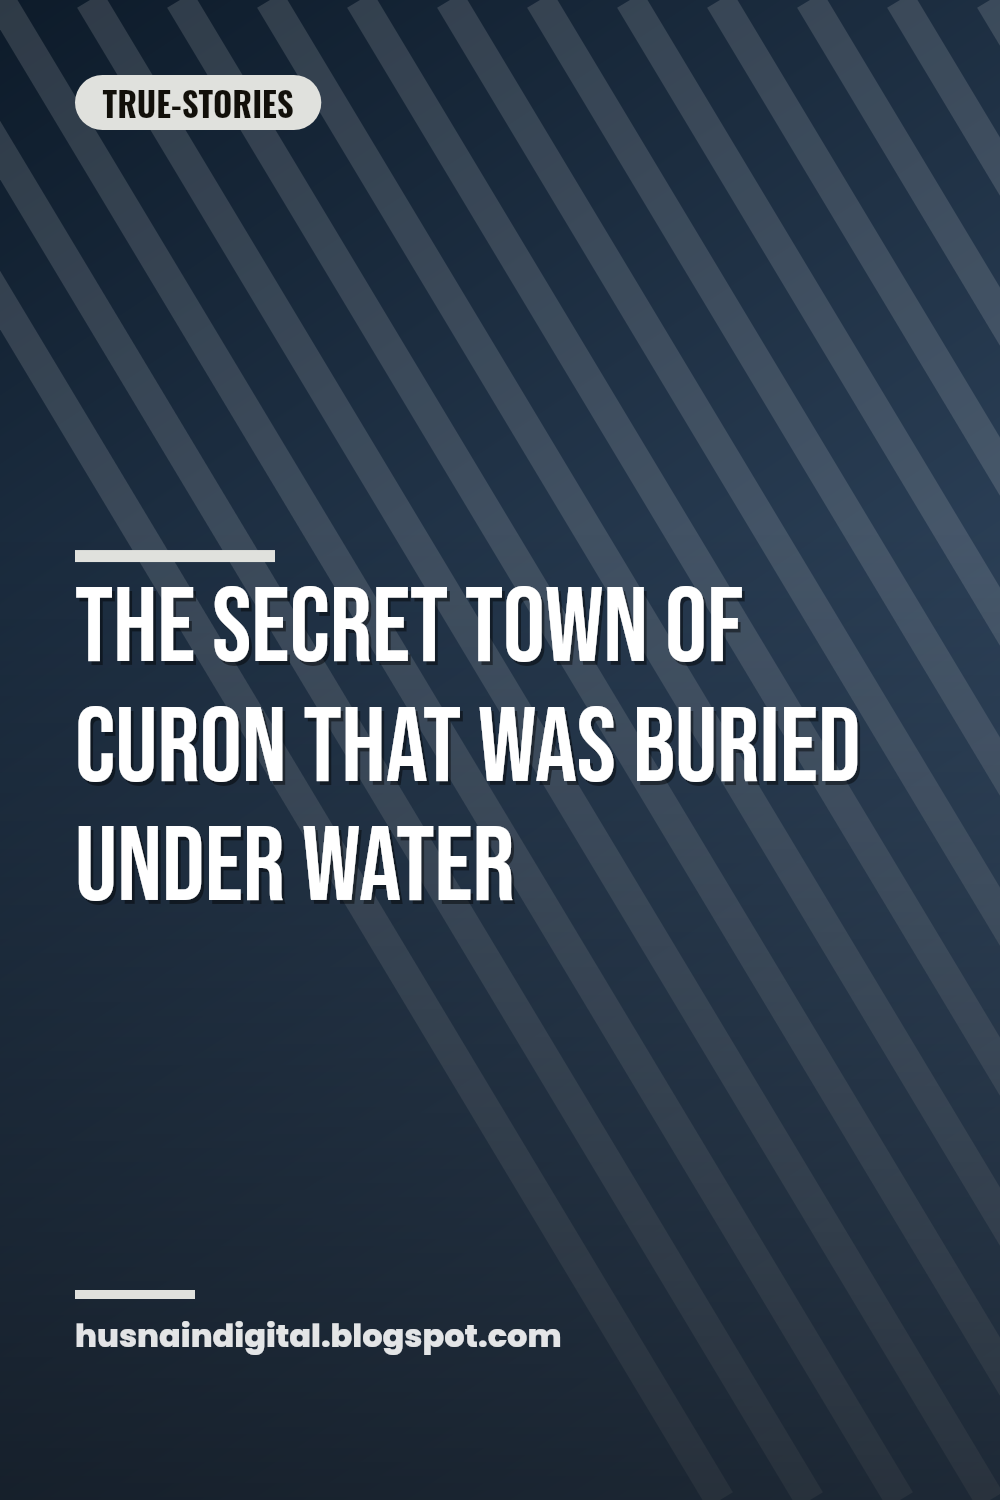 TRUE-STORIES
THE SECRET TOWN OF
CURON THAT WAS BURIED
UNDER WATER
husnaindigital.blogspot.com